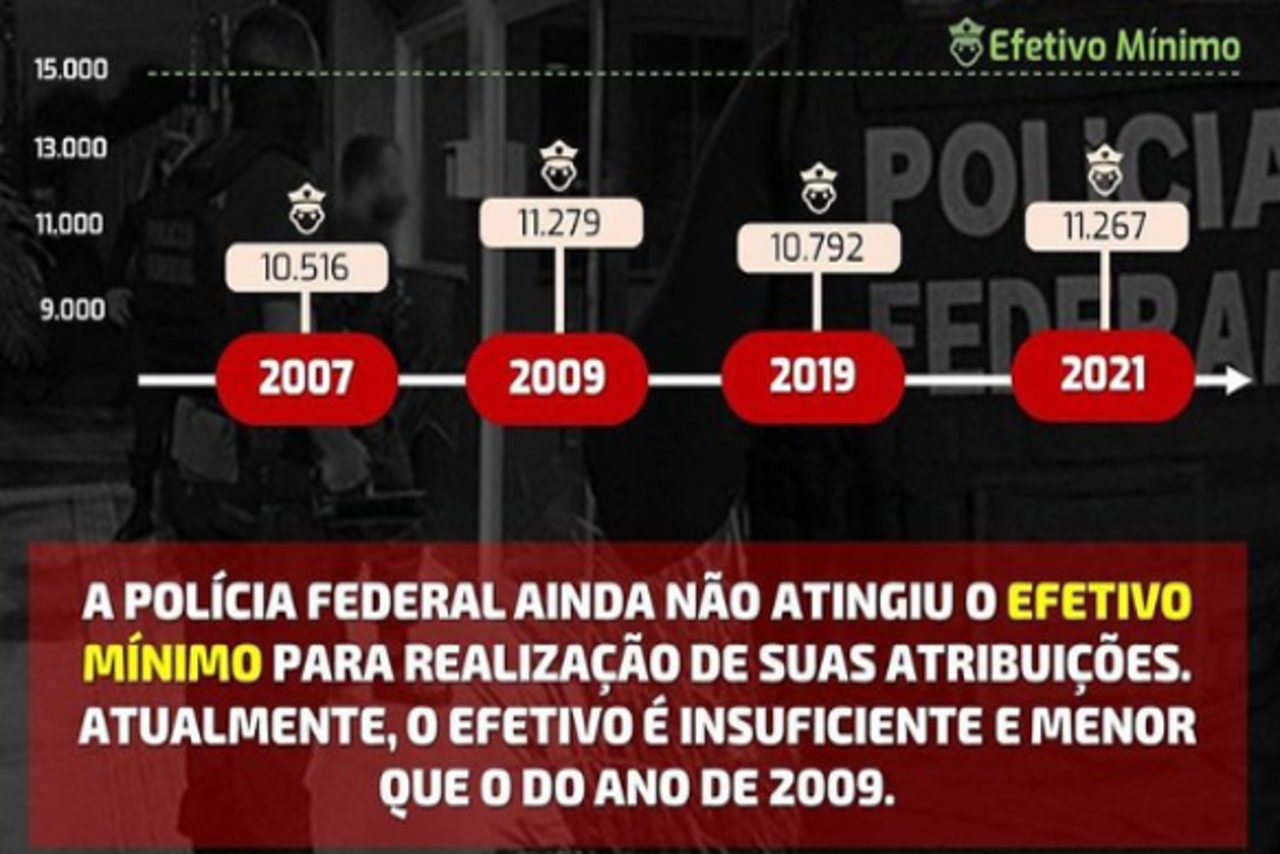 Efetivo Mínimo
15.000
13.000
11.000
9.000
10.516
11.279
10.792
11.267
POLICIA
FEDERAL
2007
2009
2019
2021
A POLÍCIA FEDERAL AINDA NÃO ATINGIU O EFETIVO
MÍNIMO PARA REALIZAÇÃO DE SUAS ATRIBUIÇÕES.
ATUALMENTE, O EFETIVO É INSUFICIENTE E MENOR
QUE O DO ANO DE 2009.